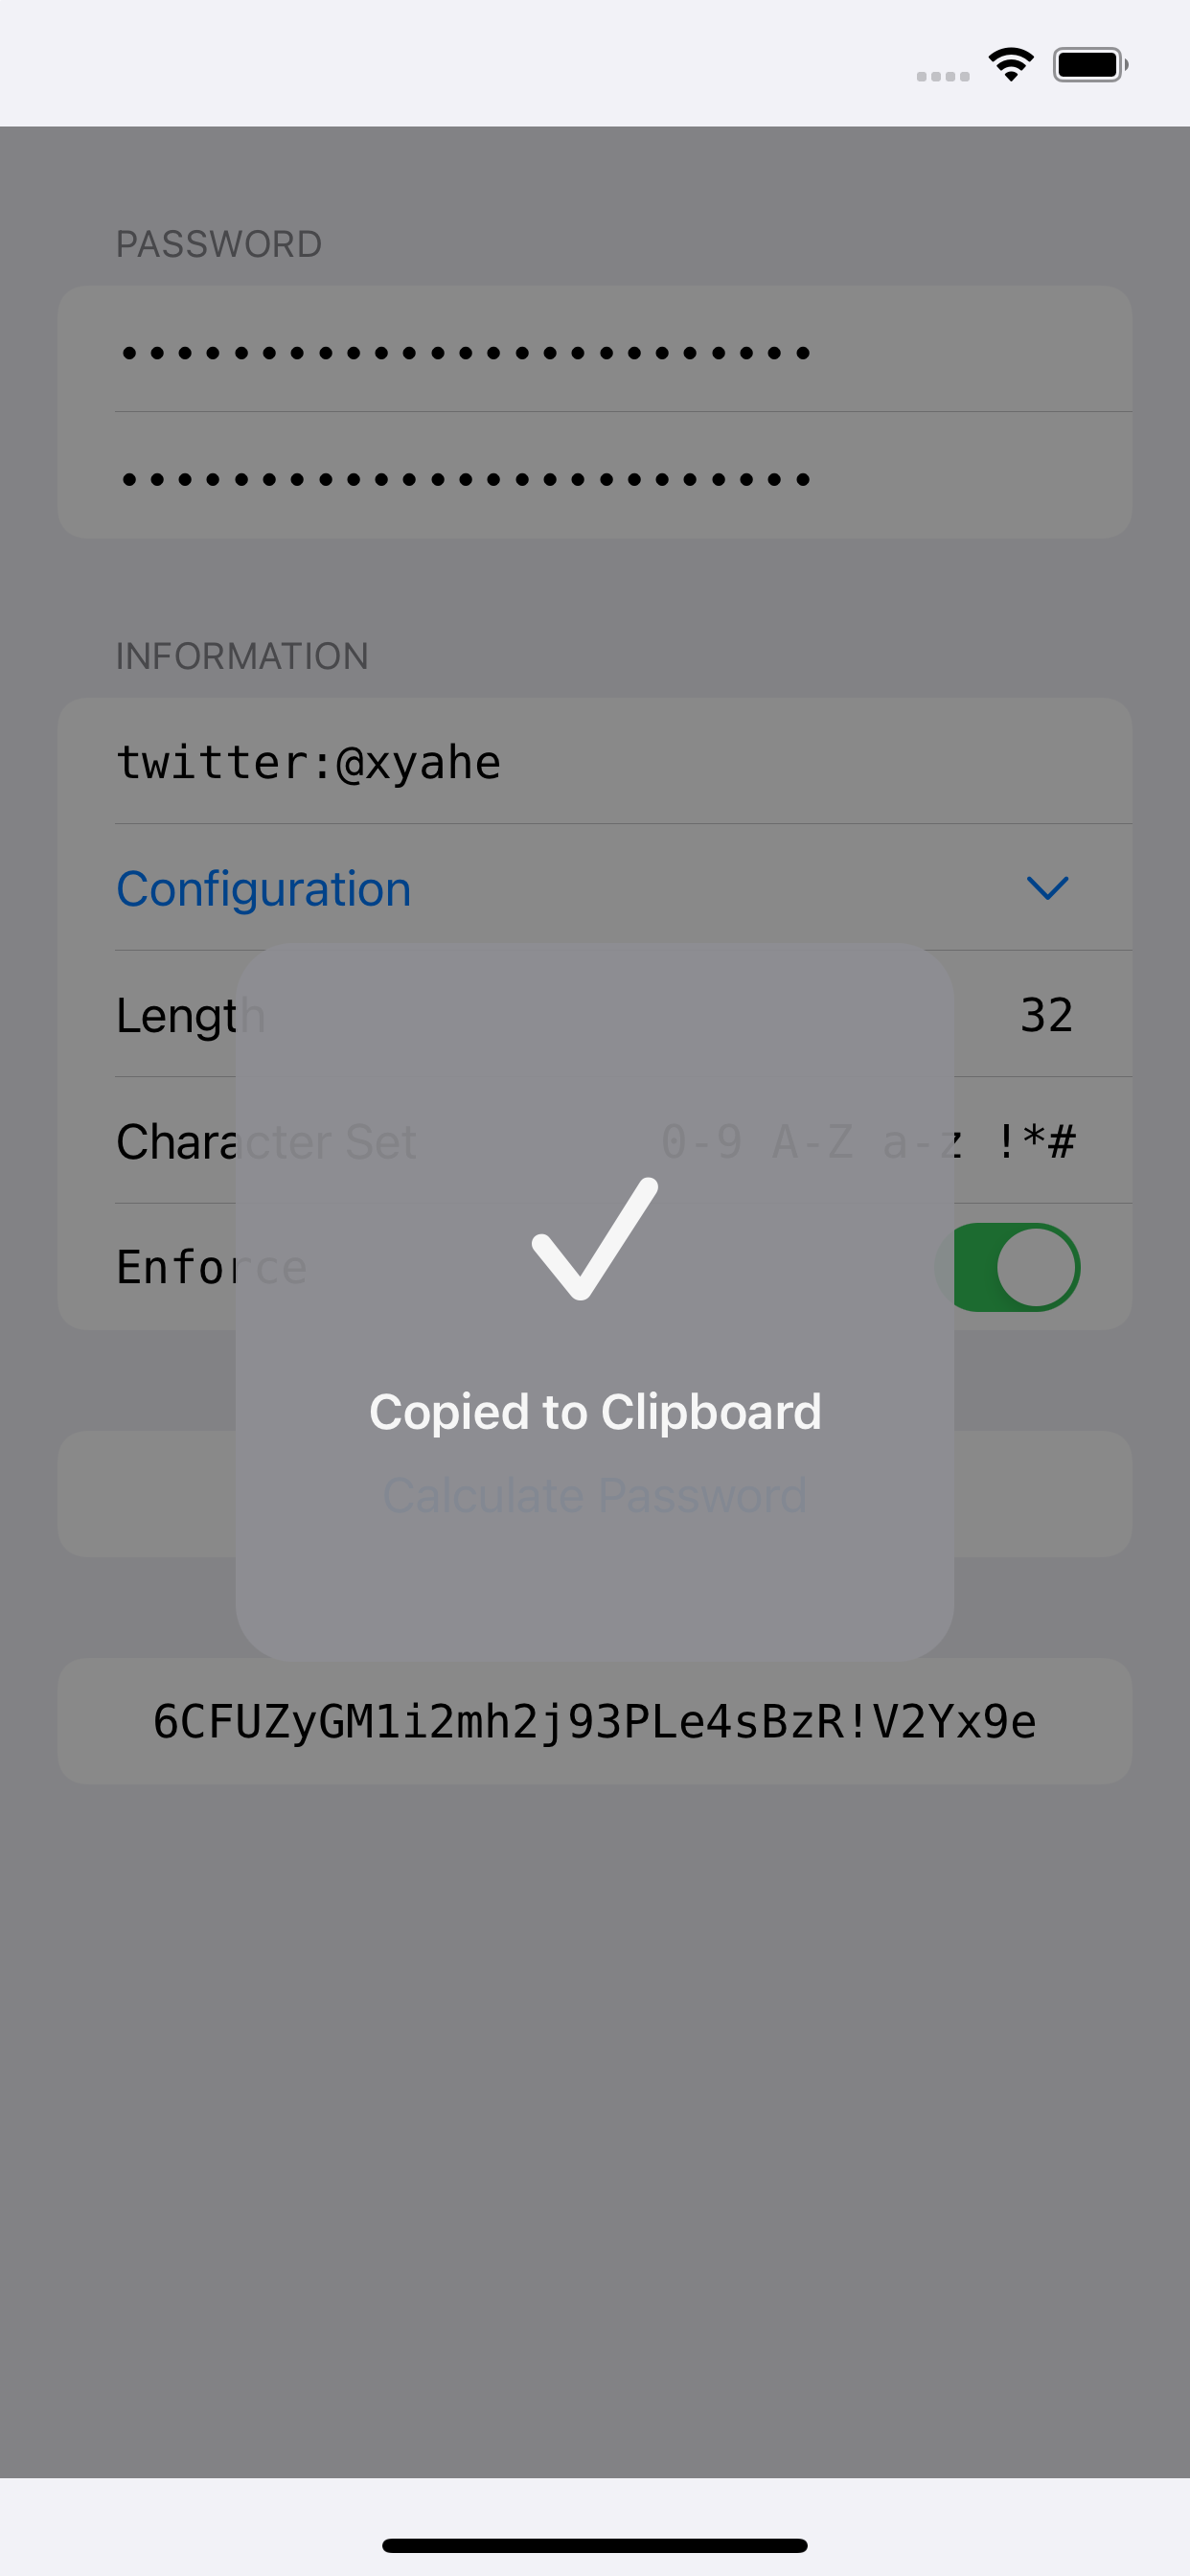 PASSWORD
INFORMATION
twitter:@xyahe
Configuration
Length 32
Character Set 0-9 A-Z a-z !*#
Enforce
Copied to Clipboard
Calculate Password
6CFUZyGM1i2mh2j93PLe4sBzR!V2Yx9e